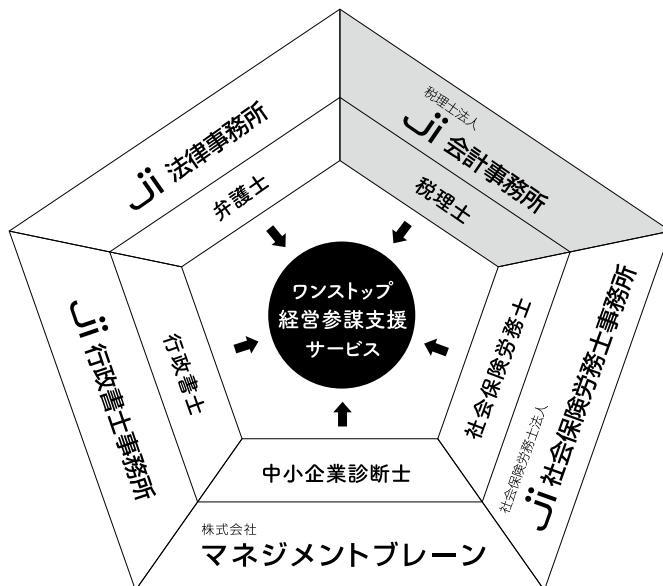 Ji 法律事務所
弁護士
税理士法人
Ji 会計事務所
税理士
ワンストップ
経営参謀支援
サービス
Ji 行政書士事務所
行政書士
社会保険労務士
社会保険労務士法人
Ji 社会保険労務士事務所
中小企業診断士
株式会社
マネジメントブレーン